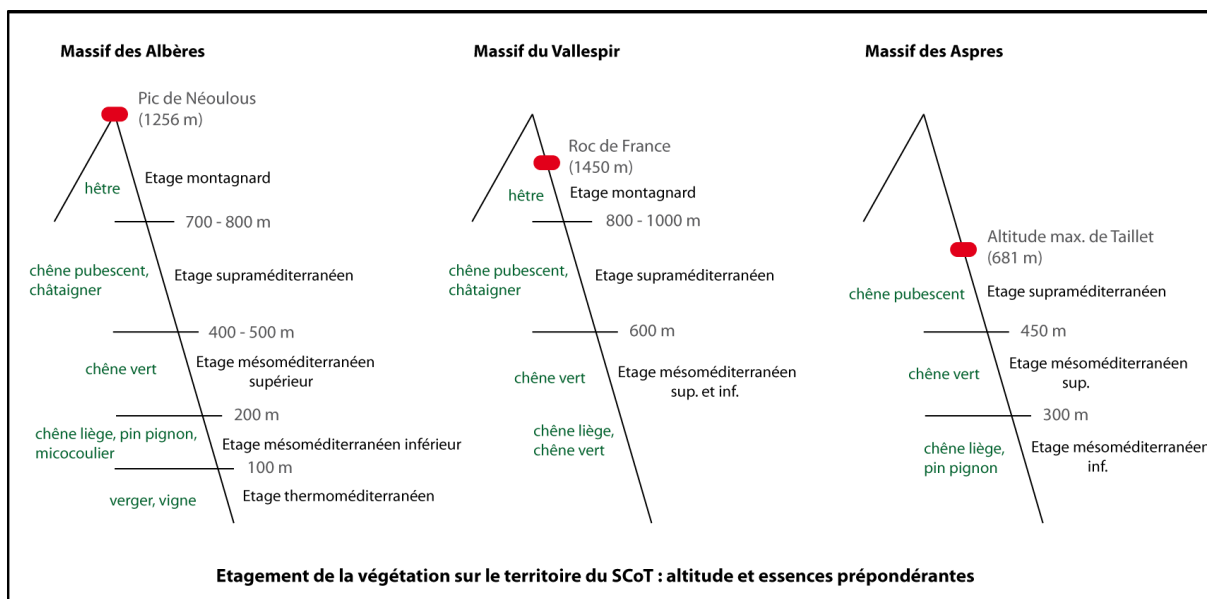 Massif des Albères
Pic de Néoulous
(1256 m)
hêtre
Etage montagnard
700 - 800 m
chêne pubescent,
châtaigner
Etage supraméditerranéen
400 - 500 m
chêne vert
Etage mésoméditerranéen
supérieur
200 m
chêne liège, pin pignon,
micocoulier
Etage mésoméditerranéen inférieur
100 m
verger, vigne
Etage thermoméditerranéen
Massif du Vallespir
Roc de France
(1450 m)
hêtre
Etage montagnard
800 - 1000 m
chêne pubescent,
châtaigner
Etage supraméditerranéen
600 m
chêne vert
Etage mésoméditerranéen
sup. et inf.
chêne liège,
chêne vert
Massif des Aspres
Altitude max. de Taillet
(681 m)
chêne pubescent
Etage supraméditerranéen
450 m
chêne vert
Etage mésoméditerranéen
sup.
300 m
chêne liège,
pin pignon
Etage mésoméditerranéen
inf.
Etagement de la végétation sur le territoire du SCoT : altitude et essences prépondérantes